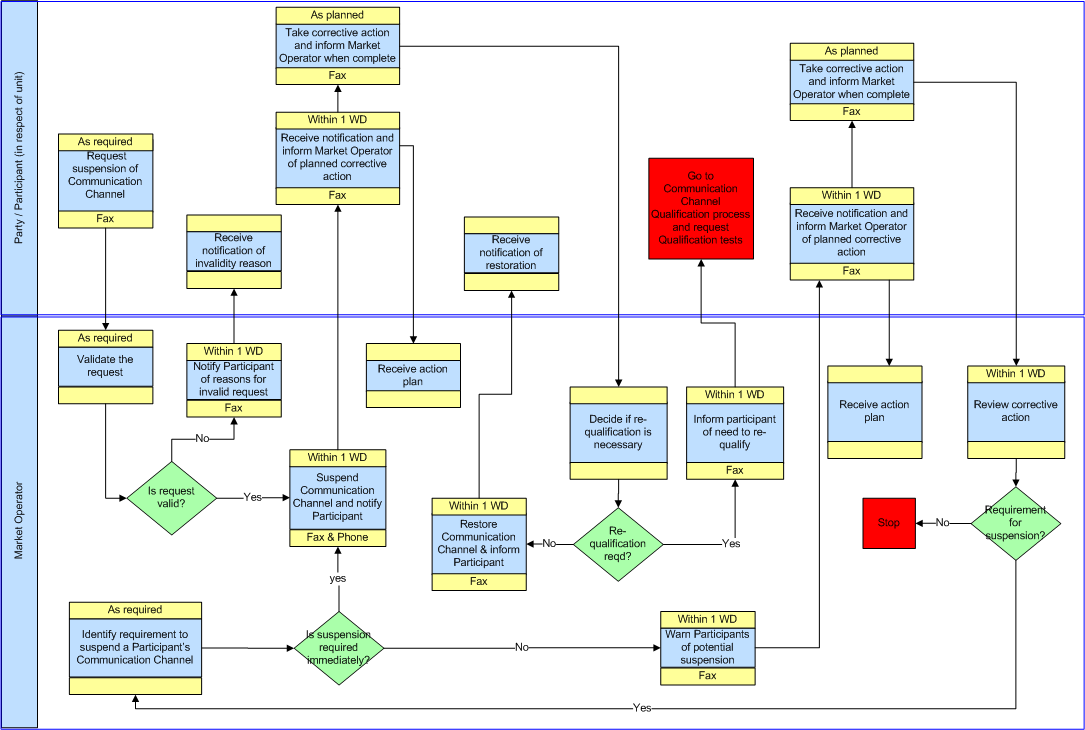 Party / Participant (in respect of unit)
As planned
Take corrective action
and inform Market
Operator when complete
Fax
Within 1 WD
Receive notification and
inform Market Operator
of planned corrective
action
Fax
As required
Request
suspension of
Communication
Channel
Fax
Receive
notification of
invalidity reason
Receive
notification of
restoration
Go to
Communication
Channel
Qualification process
and request
Qualification tests
As planned
Take corrective action
and inform Market
Operator when complete
Fax
Within 1 WD
Receive notification and
inform Market Operator
of planned corrective
action
Fax
Market Operator
As required
Validate the
request
Within 1 WD
Notify Participant
of reasons for
invalid request
Fax
No
Is request
valid?
Yes
Within 1 WD
Suspend
Communication
Channel and notify
Participant
Fax & Phone
yes
Receive action
plan
Within 1 WD
Restore
Communication
Channel & inform
Participant
Fax
No
Decide if re-
qualification is
necessary
Re-
qualification
reqd?
Yes
Within 1 WD
Inform participant
of need to re-
qualify
Fax
Receive action
plan
Within 1 WD
Review corrective
action
Requirement
for
suspension?
No
Stop
As required
Identify requirement to
suspend a Participant's
Communication Channel
Is suspension
required
immediately?
No
Within 1 WD
Warn Participants
of potential
suspension
Fax
Yes